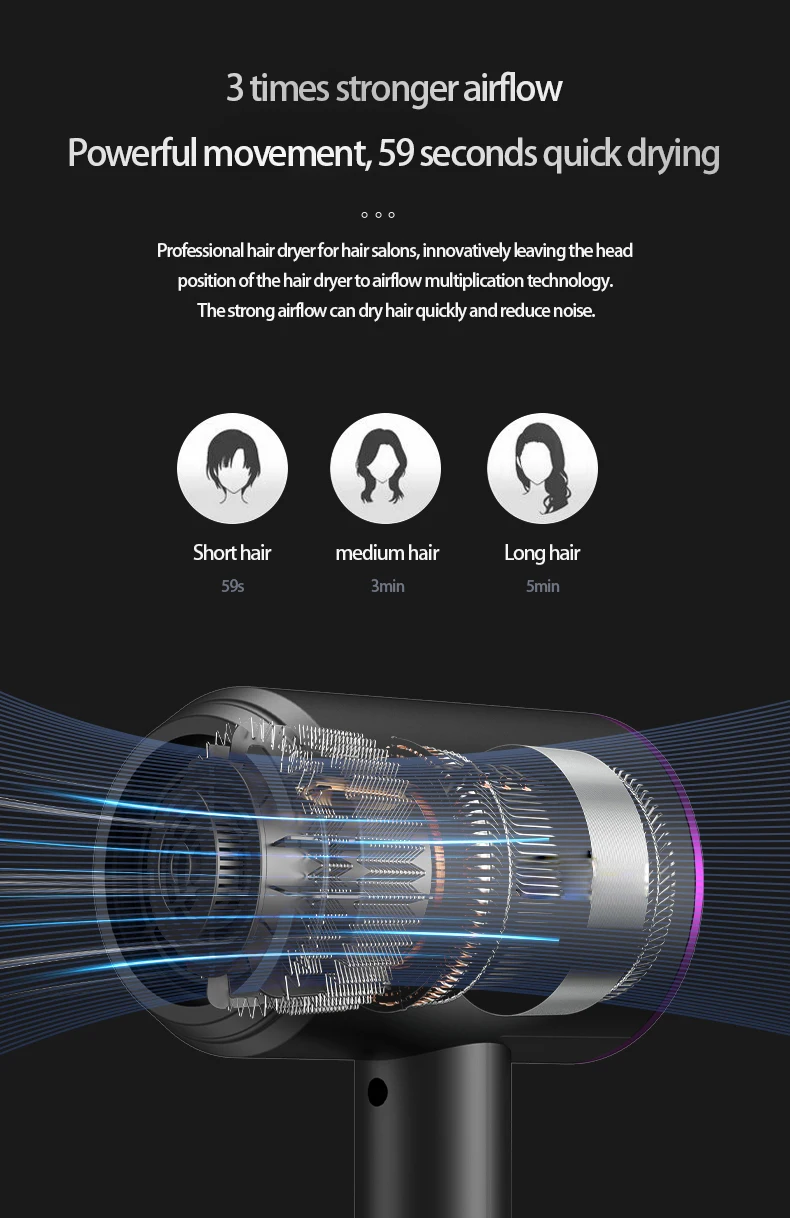 3 times stronger airflow
Powerful movement, 59 seconds quick drying
Professional hair dryer for hair salons, innovatively leaving the head
position of the hair dryer to airflow multiplication technology.
The strong airflow can dry hair quickly and reduce noise.
Short hair medium hair Long hair
59s 3min 5min